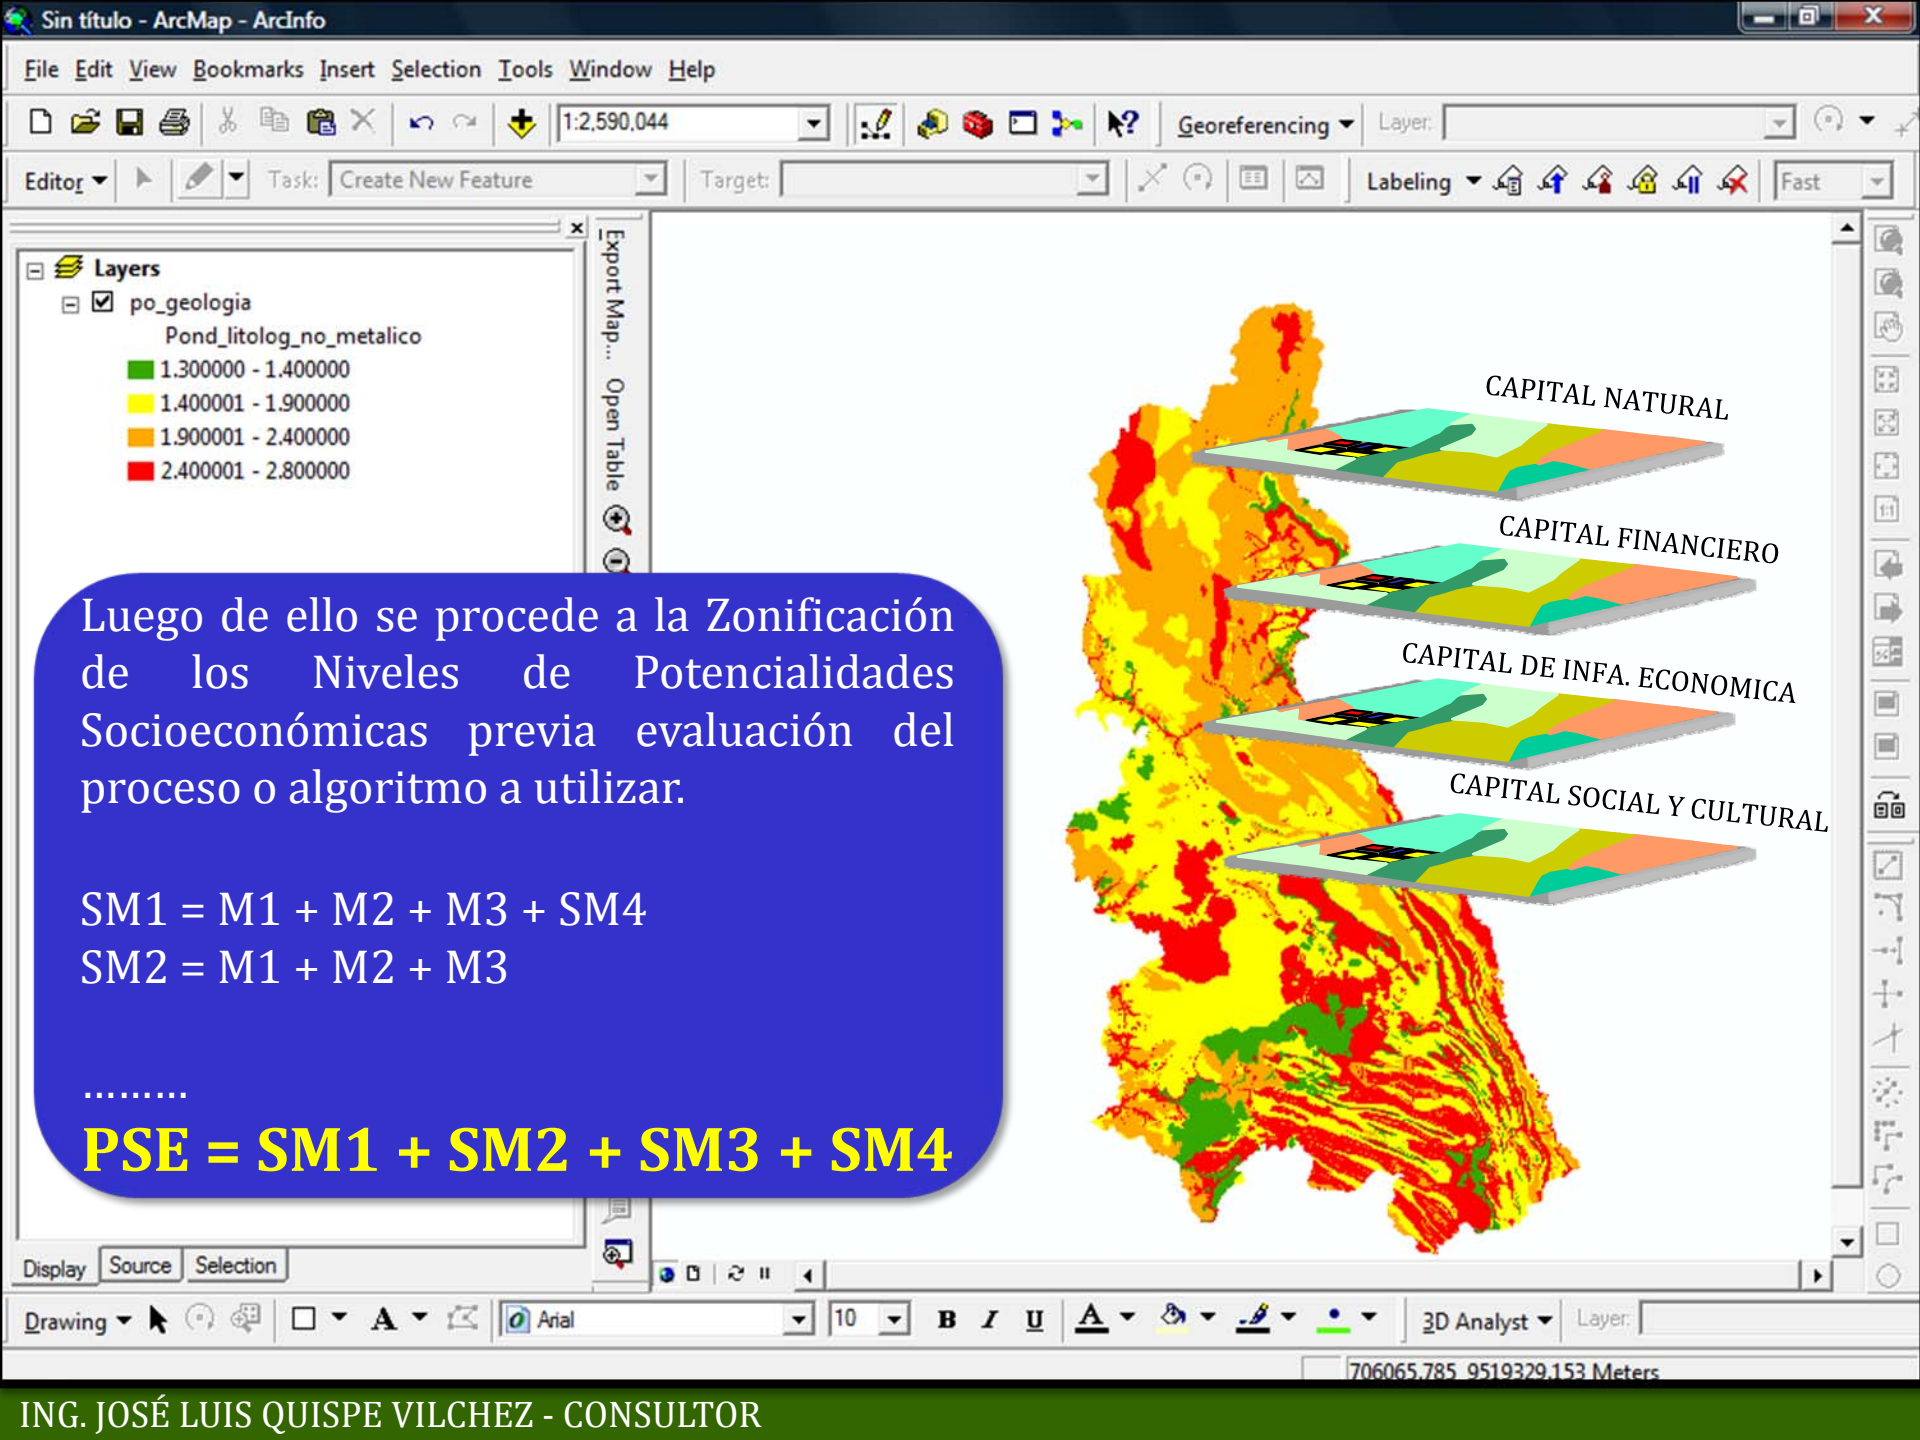 Sin título - ArcMap - ArcInfo
File Edit View Bookmarks Insert Selection Tools Window Help
1:2,590,044
Georeferencing
Layer:
Editor
Task:
Create New Feature
Target:
Labeling
Fast
Layers
po_geologia
Pond_litolog_no_metalico
1.300000 - 1.400000
1.400001 - 1.900000
1.900001 - 2.400000
2.400001 - 2.800000
Export Map...
Open Table
1:1
CAPITAL NATURAL
CAPITAL FINANCIERO
CAPITAL DE INFA. ECONOMICA
CAPITAL SOCIAL Y CULTURAL
Luego de ello se procede a la Zonificación
de los Niveles de Potencialidades
Socioeconómicas previa evaluación del
proceso o algoritmo a utilizar.
SM1 = M1 + M2 + M3 + SM4
SM2 = M1 + M2 + M3
.........
PSE = SM1 + SM2 + SM3 + SM4
Display Source Selection
Drawing
A
Arial
10
B I U A
3D Analyst
Layer:
706065.785 9519329.153 Meters
ING. JOSÉ LUIS QUISPE VILCHEZ - CONSULTOR